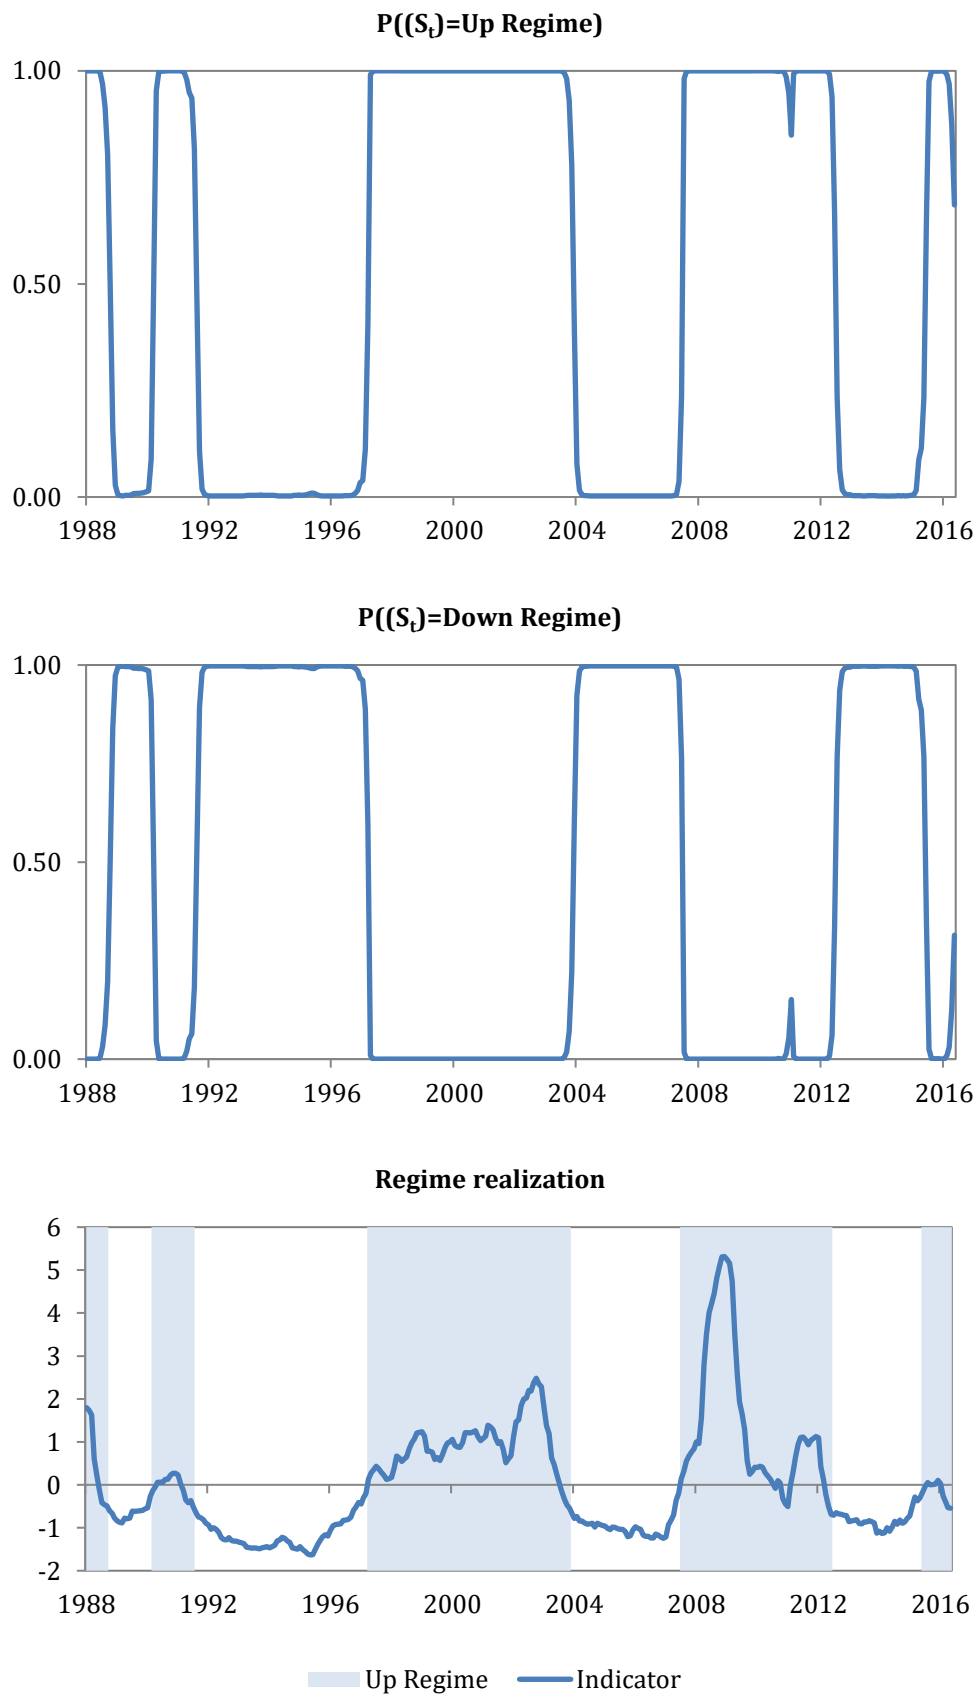 P((St)=Up Regime)
1.00
0.50
0.00
1988 1992 1996 2000 2004 2008 2012 2016
P((St)=Down Regime)
1.00
0.50
0.00
1988 1992 1996 2000 2004 2008 2012 2016
Regime realization
6
5
4
3
2
1
0
-1
-2
1988 1992 1996 2000 2004 2008 2012 2016
Up Regime Indicator